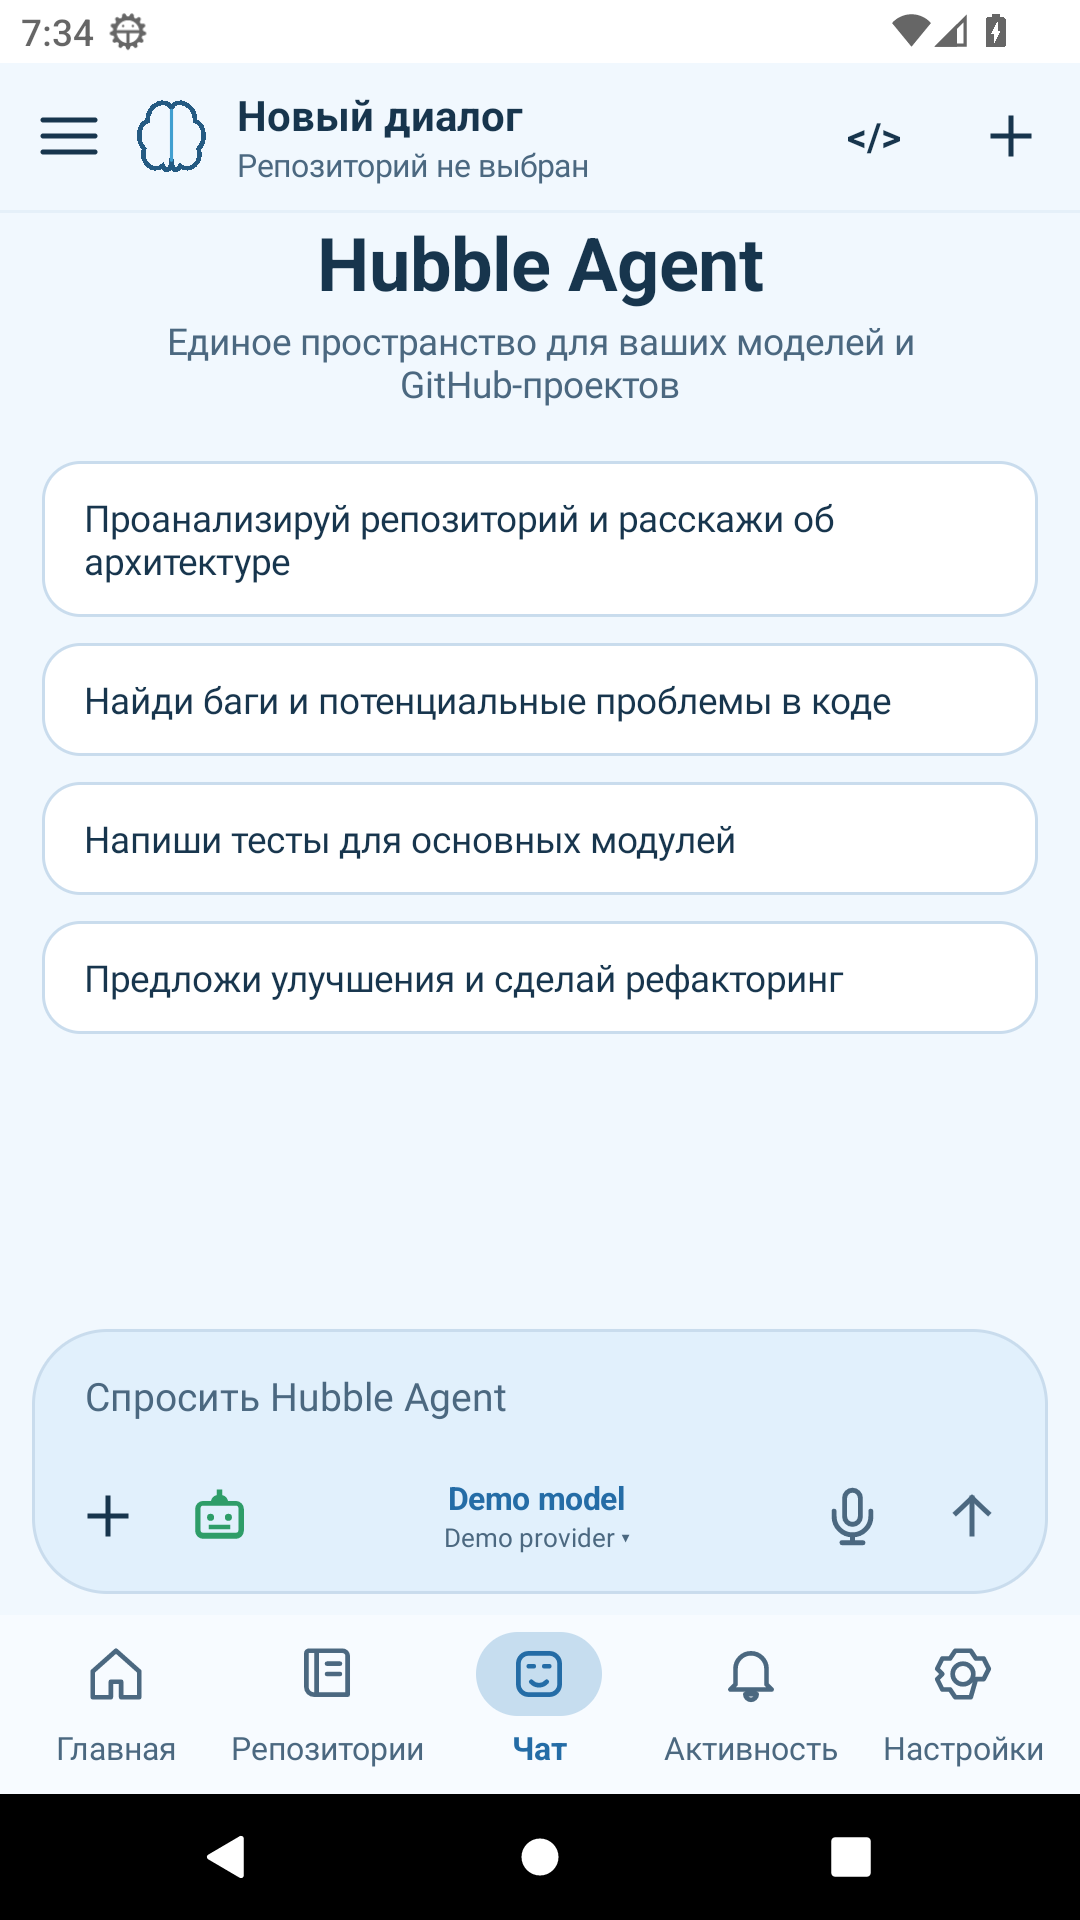 7:34
Новый диалог
Репозиторий не выбран
</>
Hubble Agent
Единое пространство для ваших моделей и
GitHub-проектов
Проанализируй репозиторий и расскажи об
архитектуре
Найди баги и потенциальные проблемы в коде
Напиши тесты для основных модулей
Предложи улучшения и сделай рефакторинг
Спросить Hubble Agent
Demo model
Demo provider ▾
Главная
Репозитории
Чат
Активность
Настройки